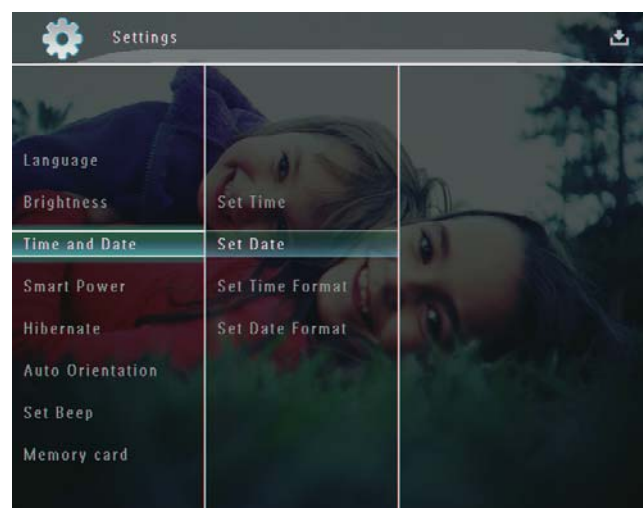 Settings
Language
Brightness
Time and Date
Smart Power
Hibernate
Auto Orientation
Set Beep
Memory card
Set Time
Set Date
Set Time Format
Set Date Format